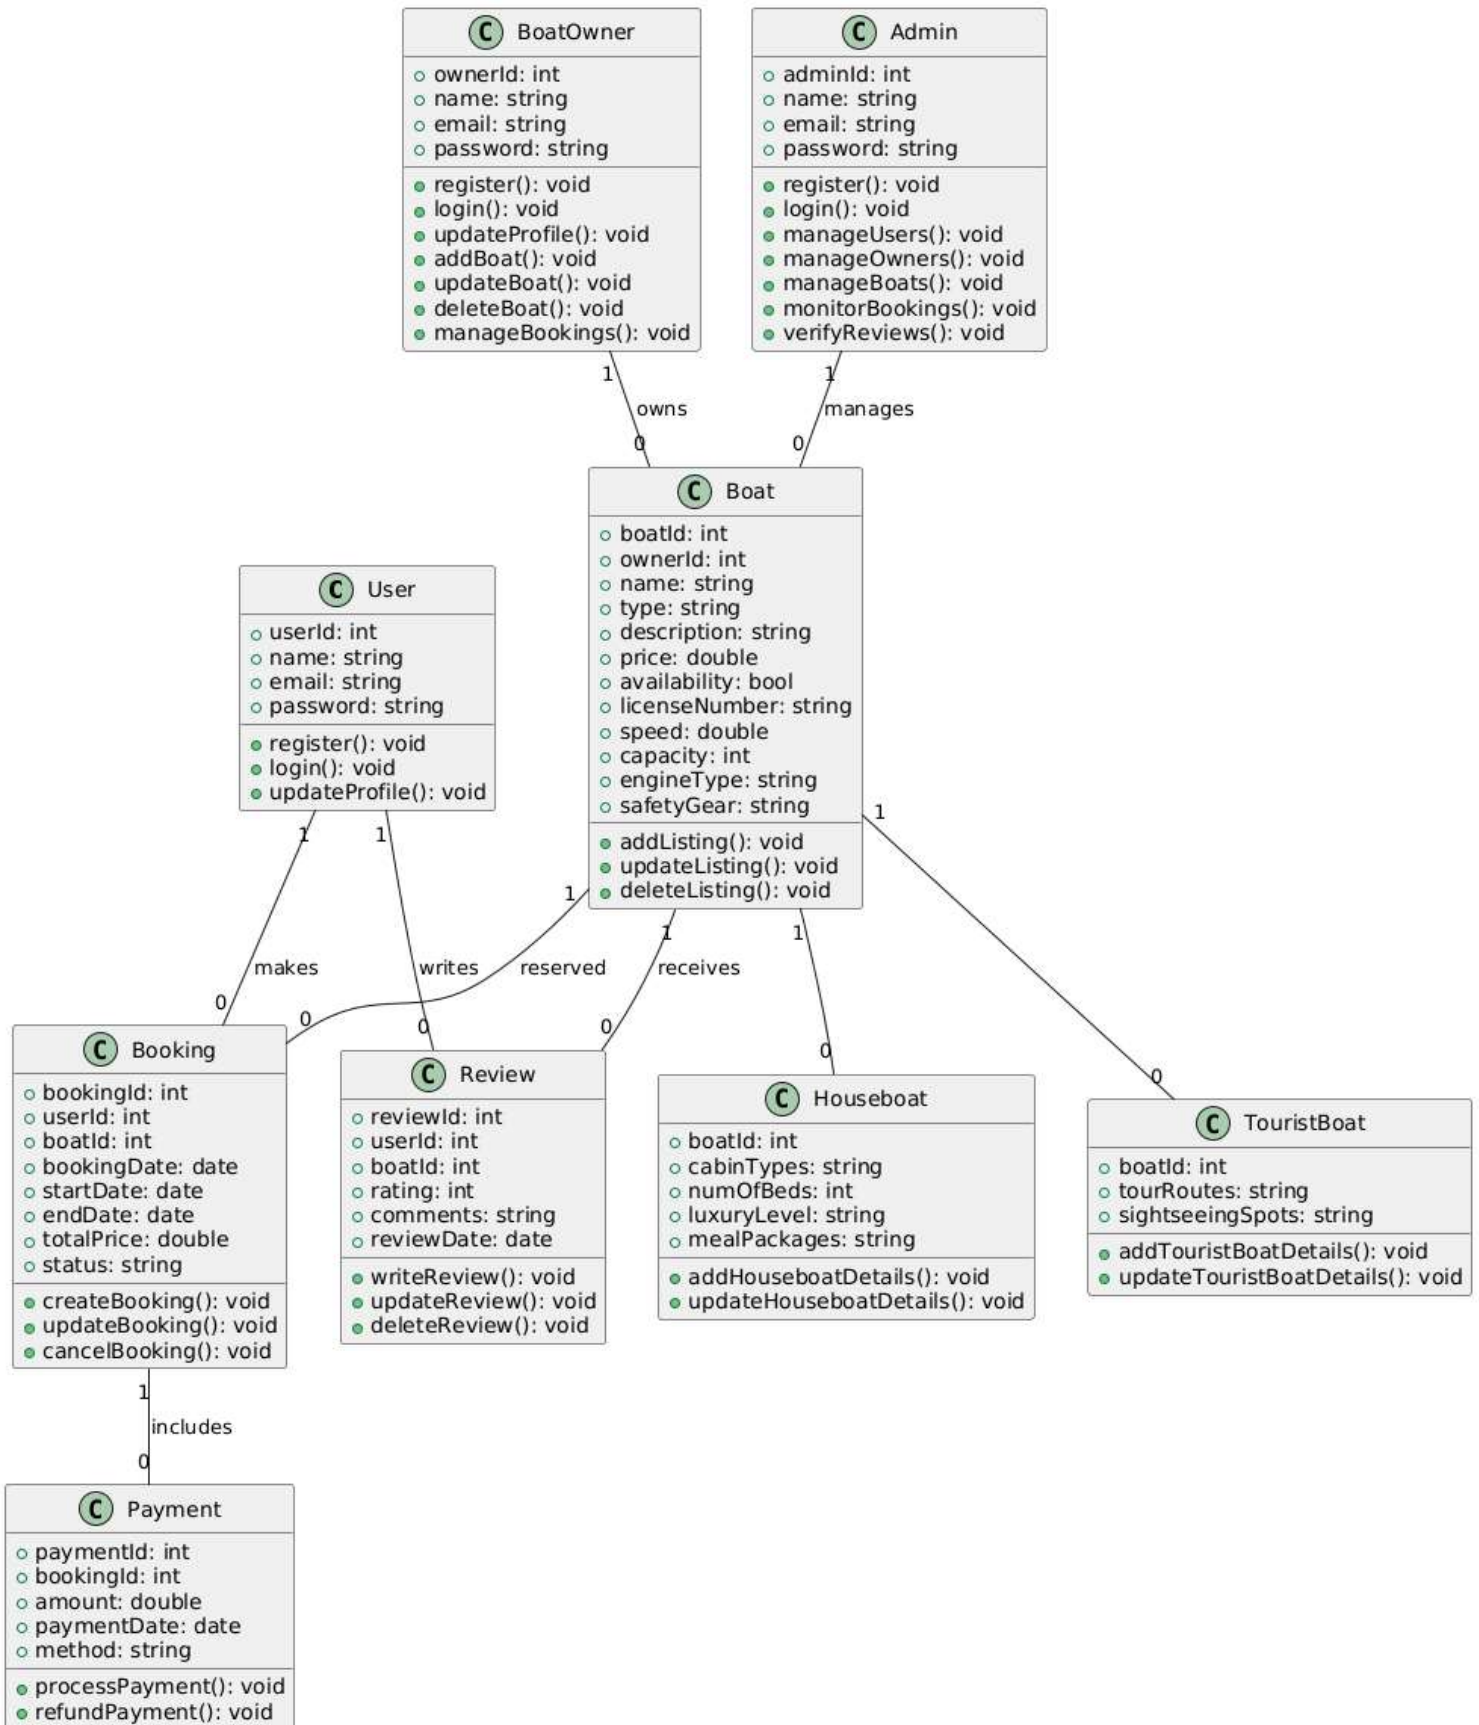 C BoatOwner
ownerId: int
name: string
email: string
password: string
register(): void
login(): void
updateProfile(): void
addBoat(): void
updateBoat(): void
deleteBoat(): void
manageBookings(): void
C Admin
adminId: int
name: string
email: string
password: string
register(): void
login(): void
manageUsers(): void
manageOwners(): void
manageBoats(): void
monitorBookings(): void
verifyReviews(): void
1
owns
0
1
manages
0
C Boat
boatId: int
ownerId: int
name: string
type: string
description: string
price: double
availability: bool
licenseNumber: string
speed: double
capacity: int
engineType: string
safetyGear: string
addListing(): void
updateListing(): void
deleteListing(): void
C User
userId: int
name: string
email: string
password: string
register(): void
login(): void
updateProfile(): void
1
makes
0
1
writes
0
1
reserved
0
1
receives
0
1
0
1
0
C Booking
bookingId: int
userId: int
boatId: int
bookingDate: date
startDate: date
endDate: date
totalPrice: double
status: string
createBooking(): void
updateBooking(): void
cancelBooking(): void
C Review
reviewId: int
userId: int
boatId: int
rating: int
comments: string
reviewDate: date
writeReview(): void
updateReview(): void
deleteReview(): void
C Houseboat
boatId: int
cabinTypes: string
numOfBeds: int
luxuryLevel: string
mealPackages: string
addHouseboatDetails(): void
updateHouseboatDetails(): void
C TouristBoat
boatId: int
tourRoutes: string
sightseeingSpots: string
addTouristBoatDetails(): void
updateTouristBoatDetails(): void
1
includes
0
C Payment
paymentId: int
bookingId: int
amount: double
paymentDate: date
method: string
processPayment(): void
refundPayment(): void